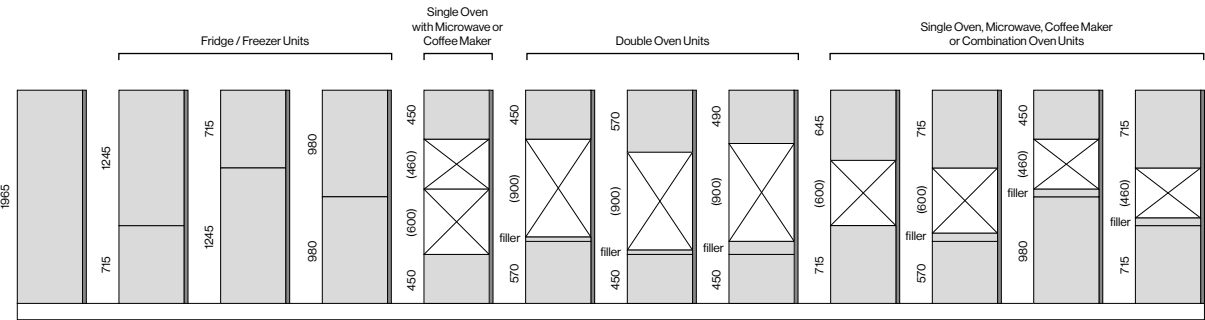 Fridge / Freezer Units
Single Oven
with Microwave or
Coffee Maker
Double Oven Units
Single Oven, Microwave, Coffee Maker
or Combination Oven Units
1965
1245
715
715
1245
980
980
450
(460)
(600)
450
450
(900)
filler
570
570
(900)
filler
450
490
(900)
filler
450
645
(600)
715
715
(600)
filler
570
450
(460)
filler
980
715
(460)
filler
715